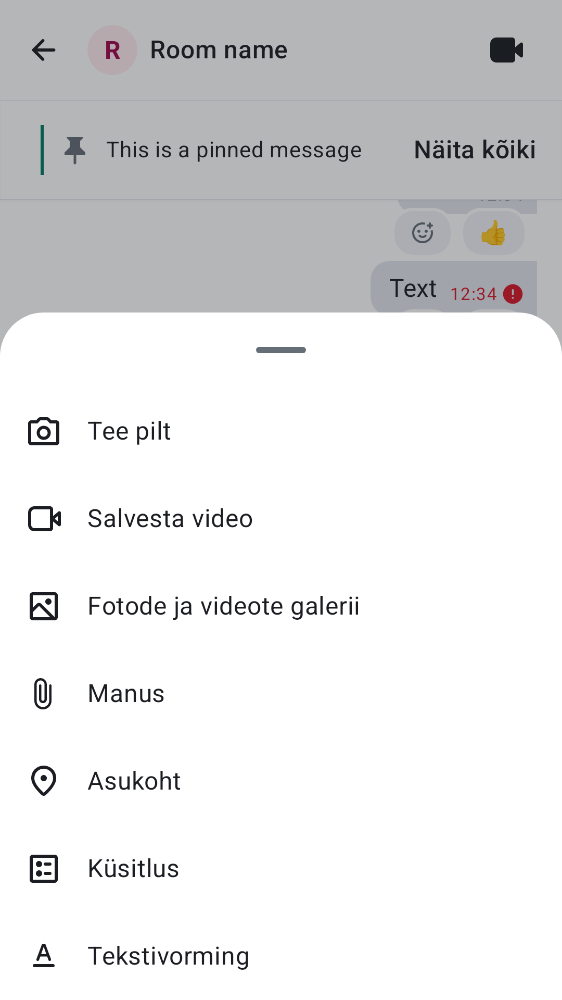 R Room name
This is a pinned message Näita kõiki
Text 12:34
Tee pilt
Salvesta video
Fotode ja videote galerii
Manus
Asukoht
Küsitlus
Tekstivorming